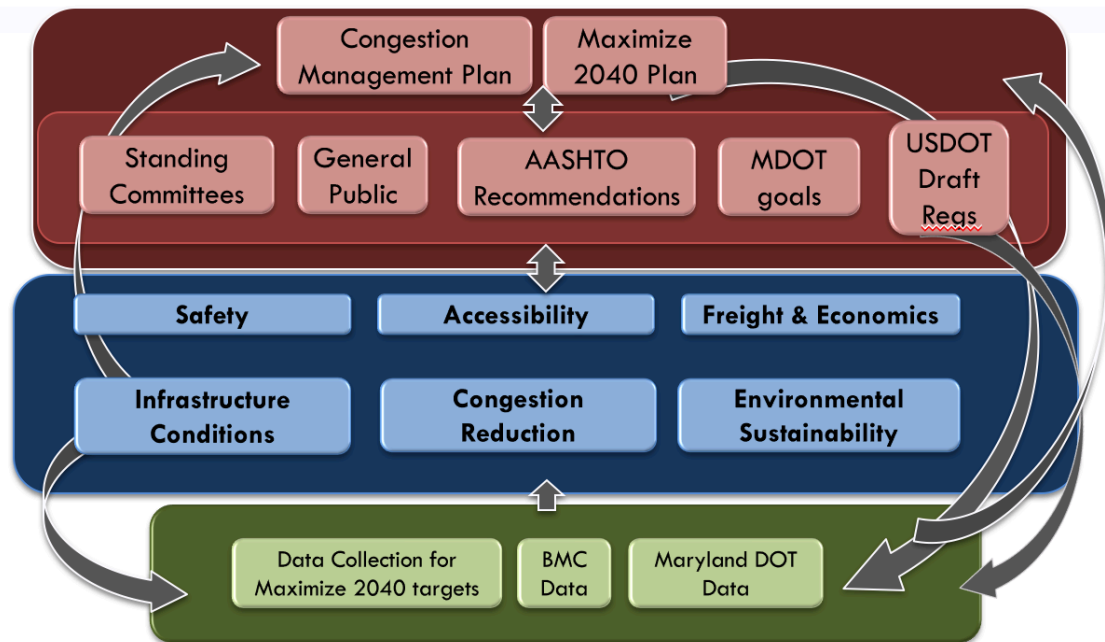 Congestion
Management Plan
Maximize
2040 Plan
Standing
Committees
General
Public
AASHTO
Recommendations
MDOT
goals
USDOT
Draft
Regs
Safety
Accessibility
Freight & Economics
Infrastructure
Conditions
Congestion
Reduction
Environmental
Sustainability
Data Collection for
Maximize 2040 targets
BMC
Data
Maryland DOT
Data